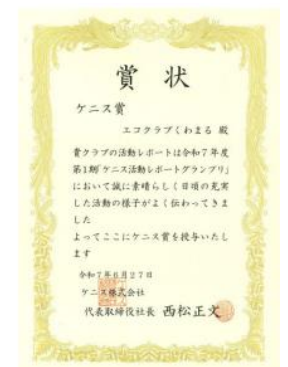 賞状
ケニス賞
エコクラブくわまる 殿
貴クラブの活動レポートは令和7年度
第1期「ケニス活動レポートグランプリ」
において誠に素晴らしく日頃の充実
した活動の様子がよく伝わってきま
した
よってここにケニス賞を授与いたし
ます
令和7年6月27日
ケニス株式会社
代表取締役社長 西松正文